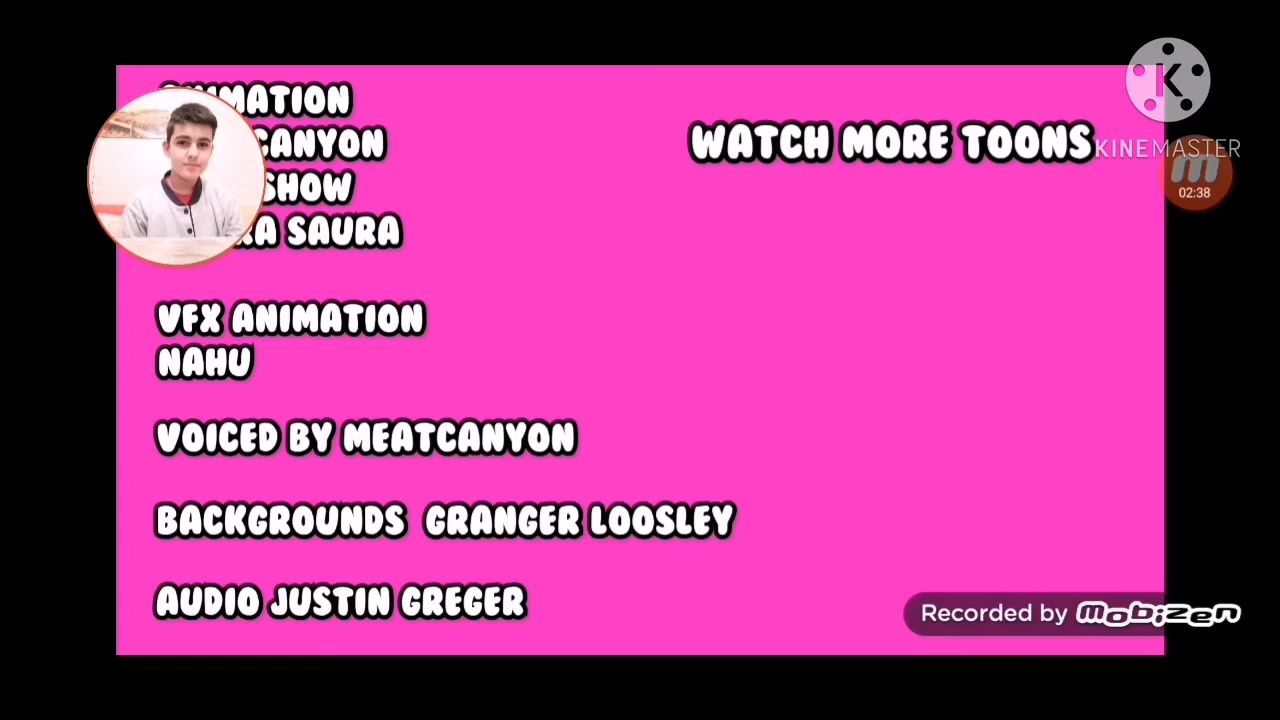 ANIMATION
CANYON
SHOW
SAURA
VFX ANIMATION
NAHU
VOICED BY MEATCANYON
BACKGROUNDS GRANGER LOOSLEY
AUDIO JUSTIN GREGER
WATCH MORE TOONS
K
KINEMASTER
m
02:38
Recorded by mobizen